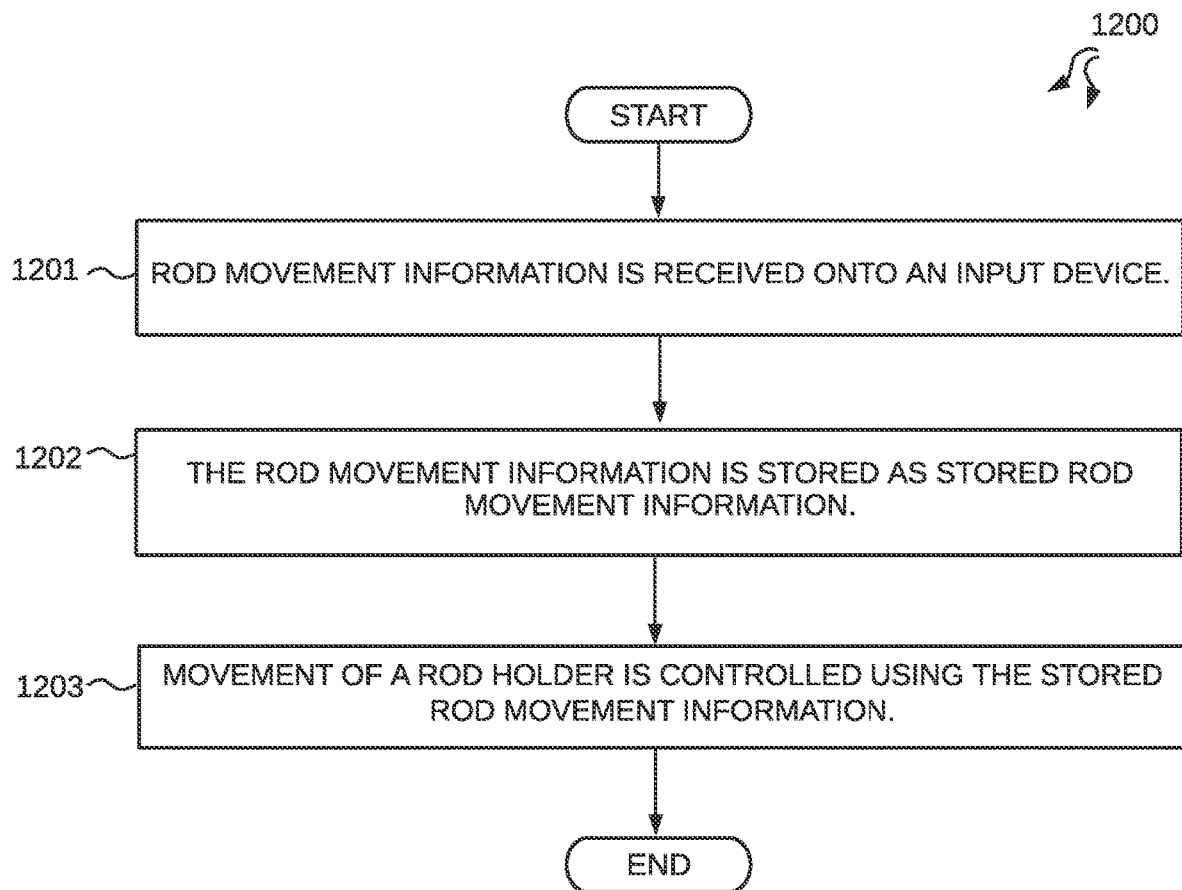 1200
START
1201
ROD MOVEMENT INFORMATION IS RECEIVED ONTO AN INPUT DEVICE.
1202
THE ROD MOVEMENT INFORMATION IS STORED AS STORED ROD
MOVEMENT INFORMATION.
1203
MOVEMENT OF A ROD HOLDER IS CONTROLLED USING THE STORED
ROD MOVEMENT INFORMATION.
END